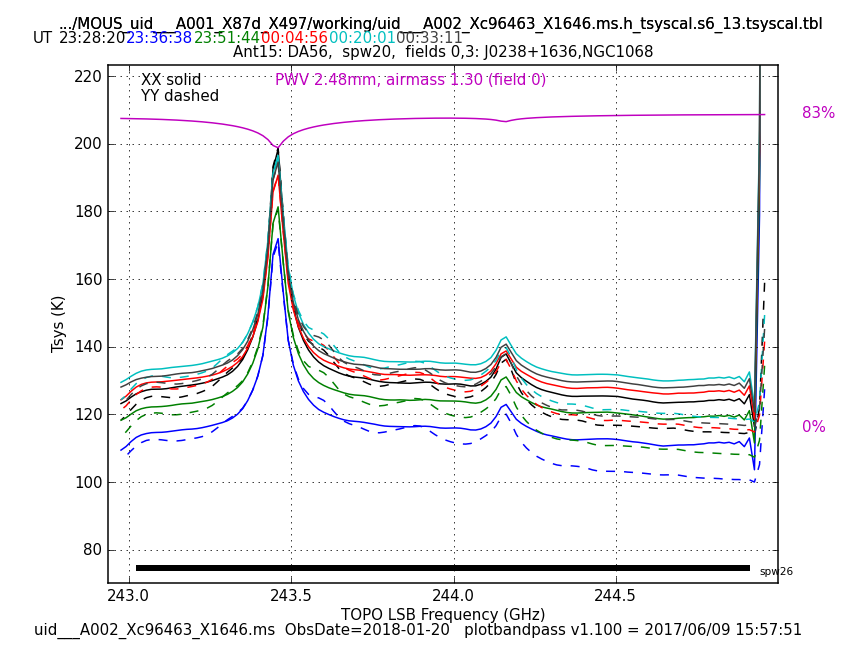 .../MOUS_uid___A001_X87d_X497/working/uid___A002_Xc96463_X1646.ms.h_tsyscal.s6_13.tsyscal.tbl
UT 23:28:20 23:36:38 23:51:44 00:04:56 00:20:01 00:33:11
Ant15: DA56,  spw20,  fields 0,3: J0238+1636,NGC1068
XX solid
PWV 2.48mm, airmass 1.30 (field 0)
YY dashed
220
200
180
160
140
120
100
80
83%
0%
Tsys (K)
spw26
243.0 243.5 244.0 244.5
TOPO LSB Frequency (GHz)
uid___A002_Xc96463_X1646.ms  ObsDate=2018-01-20   plotbandpass v1.100 = 2017/06/09 15:57:51